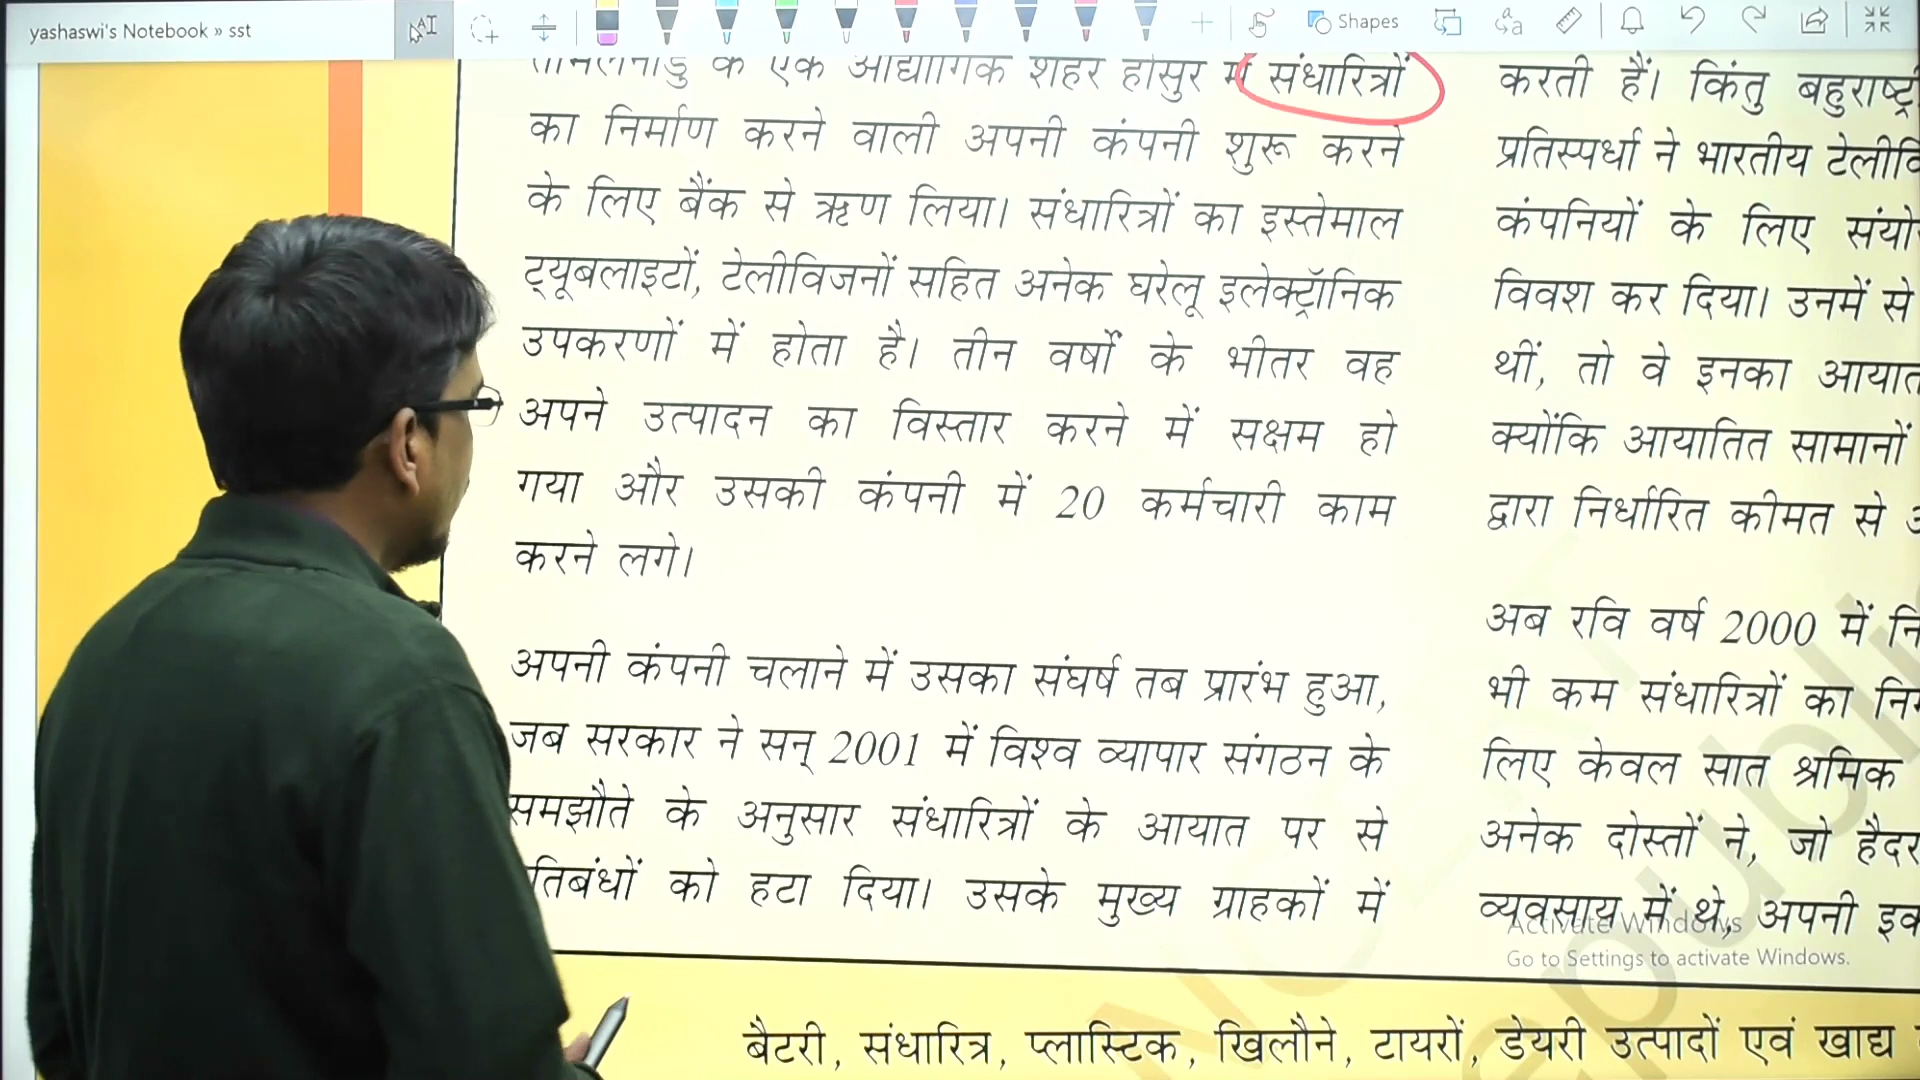 yashaswi's Notebook » sst
Shapes
तमिलनाडु के एक औद्योगिक शहर होसुर में संधारित्रों
का निर्माण करने वाली अपनी कंपनी शुरू करने
के लिए बैंक से ऋण लिया। संधारित्रों का इस्तेमाल
ट्यूबलाइटों, टेलीविजनों सहित अनेक घरेलू इलेक्ट्रॉनिक
उपकरणों में होता है। तीन वर्षों के भीतर वह
अपने उत्पादन का विस्तार करने में सक्षम हो
गया और उसकी कंपनी में 20 कर्मचारी काम
करने लगे।
अपनी कंपनी चलाने में उसका संघर्ष तब प्रारंभ हुआ,
जब सरकार ने सन् 2001 में विश्व व्यापार संगठन के
समझौते के अनुसार संधारित्रों के आयात पर से
को हटा दिया। उसके मुख्य ग्राहकों में
करती हैं। किंतु
प्रतिस्पर्धा ने भारतीय
कंपनियों के लिए
विवश कर दिया। उनमें से
थीं, तो वे इनका
क्योंकि आयातित सामानों
द्वारा निर्धारित कीमत से
अब रवि वर्ष 2000 में
भी कम संधारित्रों का
लिए केवल सात श्रमिक
अनेक दोस्तों ने, जो
व्यवसाय में थे, अपनी
Activate Windows
Go to Settings to activate Windows.
बैटरी, संधारित्र, प्लास्टिक, खिलौने, टायरों, डेयरी उत्पादों एवं खाद्य